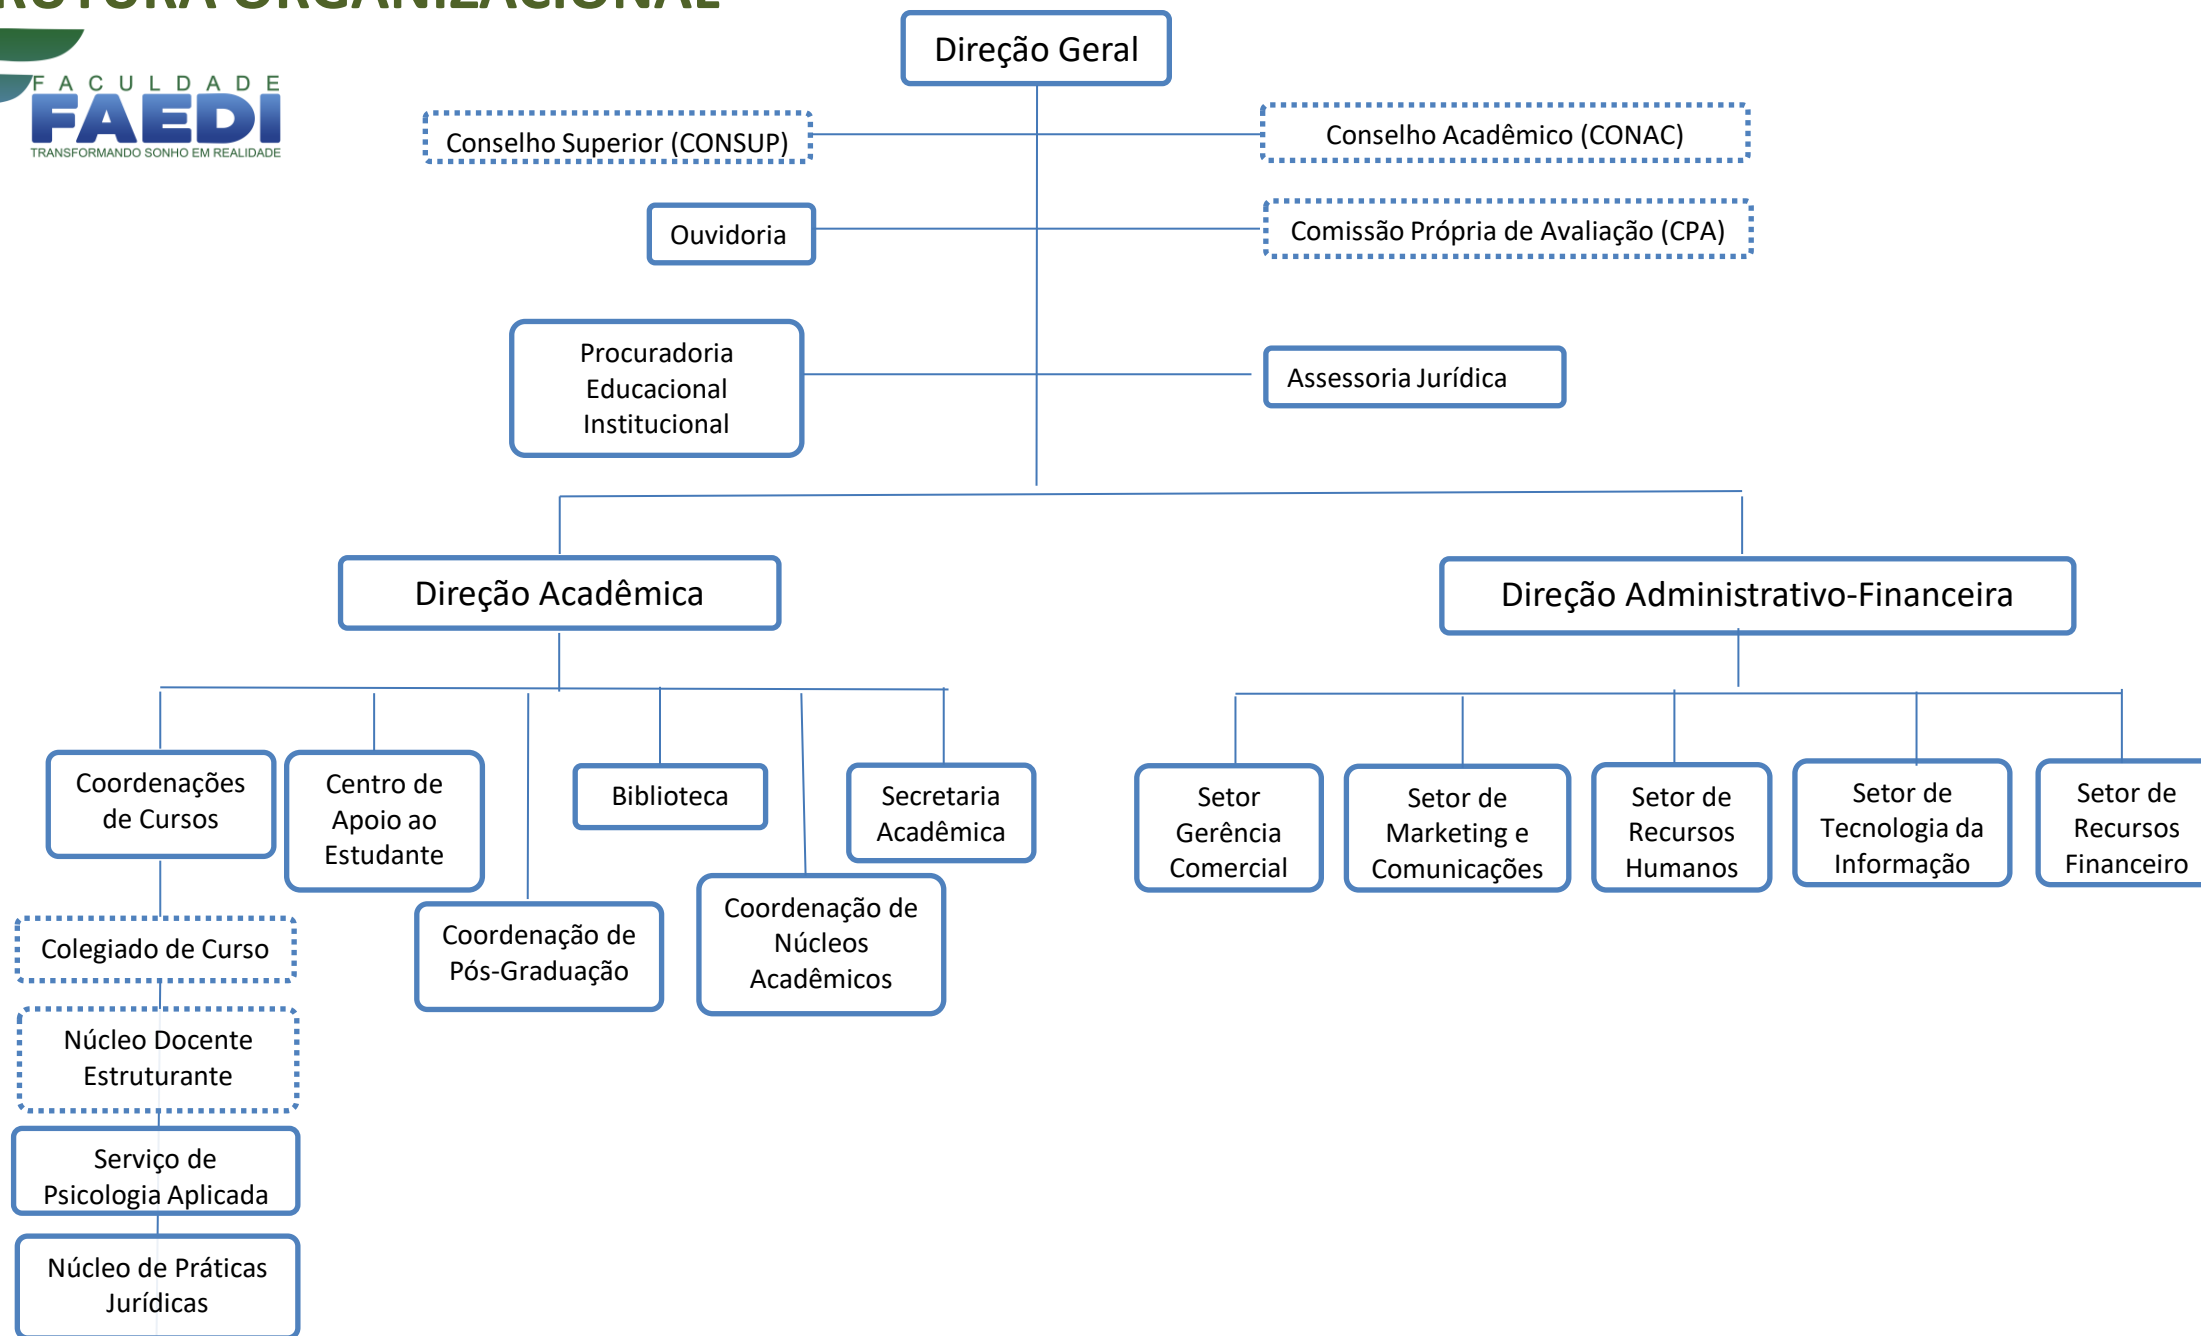 RUTURA ORGANIZACIONAL
FACULDADE
FAEDI
TRANSFORMANDO SONHO EM REALIDADE
Direção Geral
Conselho Superior (CONSUP)
Conselho Acadêmico (CONAC)
Ouvidoria
Comissão Própria de Avaliação (CPA)
Procuradoria
Educacional
Institucional
Assessoria Jurídica
Direção Acadêmica
Direção Administrativo-Financeira
Coordenações
de Cursos
Centro de
Apoio ao
Estudante
Biblioteca
Secretaria
Acadêmica
Setor
Gerência
Comercial
Setor de
Marketing e
Comunicações
Setor de
Recursos
Humanos
Setor de
Tecnologia da
Informação
Setor de
Recursos
Financeiro
Coordenação de
Pós-Graduação
Coordenação de
Núcleos
Acadêmicos
Colegiado de Curso
Núcleo Docente
Estruturante
Serviço de
Psicologia Aplicada
Núcleo de Práticas
Jurídicas